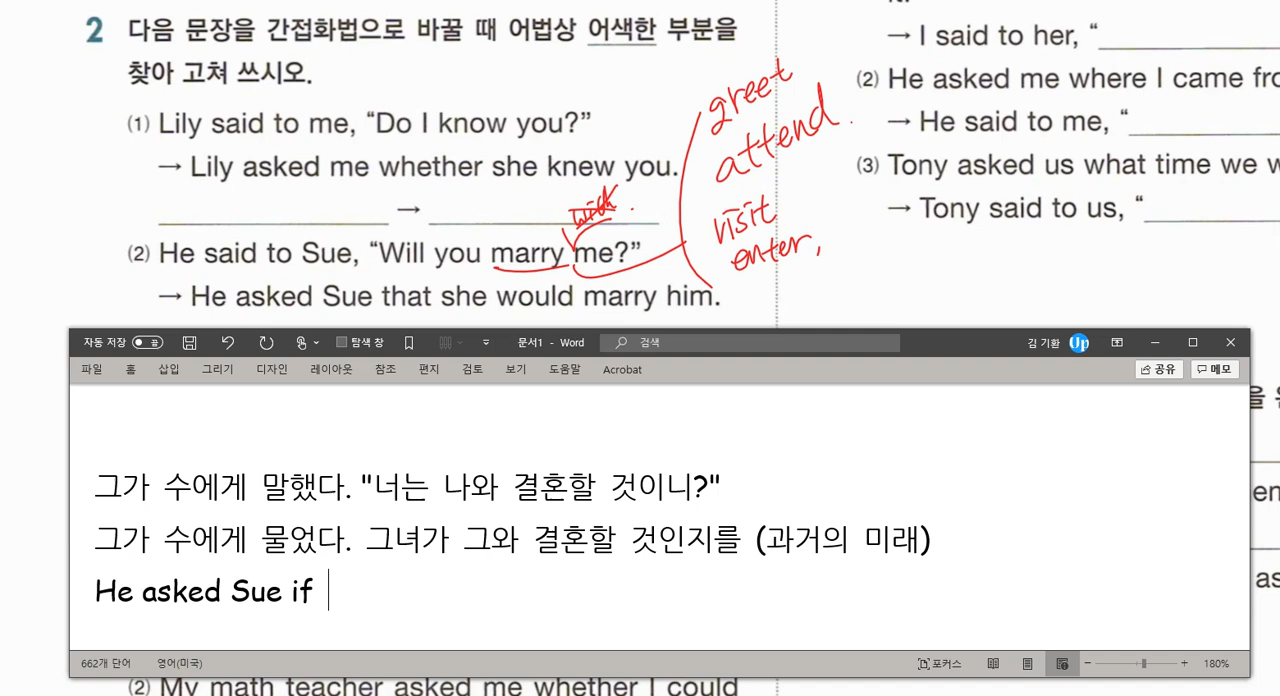 2 다음 문장을 간접화법으로 바꿀 때 어법상 어색한 부분을
찾아 고쳐 쓰시오.
(1) Lily said to me, “Do I know you?”
→ Lily asked me whether she knew you.
→
with
(2) He said to Sue, “Will you marry me?”
→ He asked Sue that she would marry him.
greet
attend.
visit
enter,
→ I said to her, “
(2) He asked me where I came fro
→ He said to me, “
(3) Tony asked us what time we w
→ Tony said to us, “
자동 저장 끔 탐색 창 문서1 - Word 검색 김 기환 Up
파일 홈 삽입 그리기 디자인 레이아웃 참조 편지 검토 보기 도움말 Acrobat 공유 메모
그가 수에게 말했다. "너는 나와 결혼할 것이니?"
그가 수에게 물었다. 그녀가 그와 결혼할 것인지를 (과거의 미래)
He asked Sue if
662개 단어 영어(미국) 포커스 180%
(2) My math teacher asked me whether I could